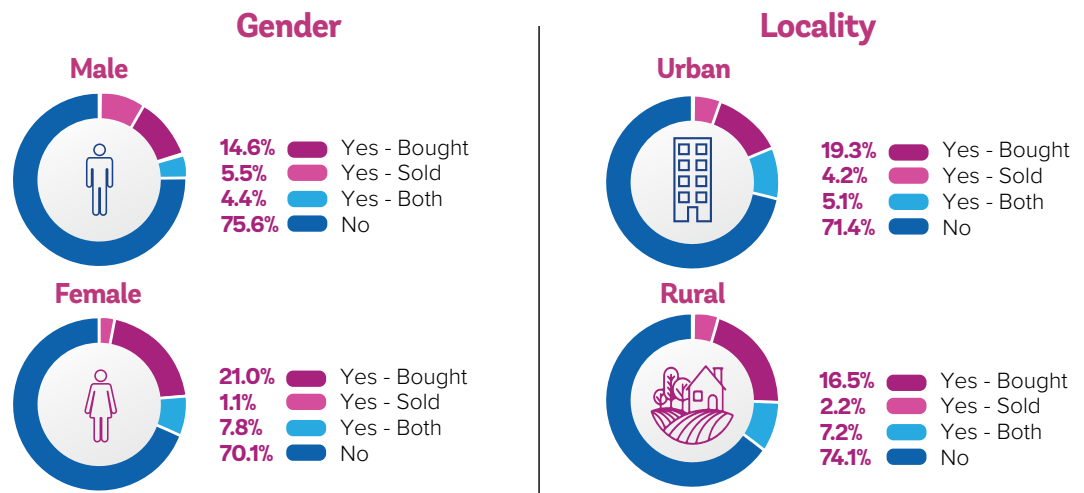 Gender
Male
14.6% Yes - Bought
5.5% Yes - Sold
4.4% Yes - Both
75.6% No
Female
21.0% Yes - Bought
1.1% Yes - Sold
7.8% Yes - Both
70.1% No
Locality
Urban
19.3% Yes - Bought
4.2% Yes - Sold
5.1% Yes - Both
71.4% No
Rural
16.5% Yes - Bought
2.2% Yes - Sold
7.2% Yes - Both
74.1% No